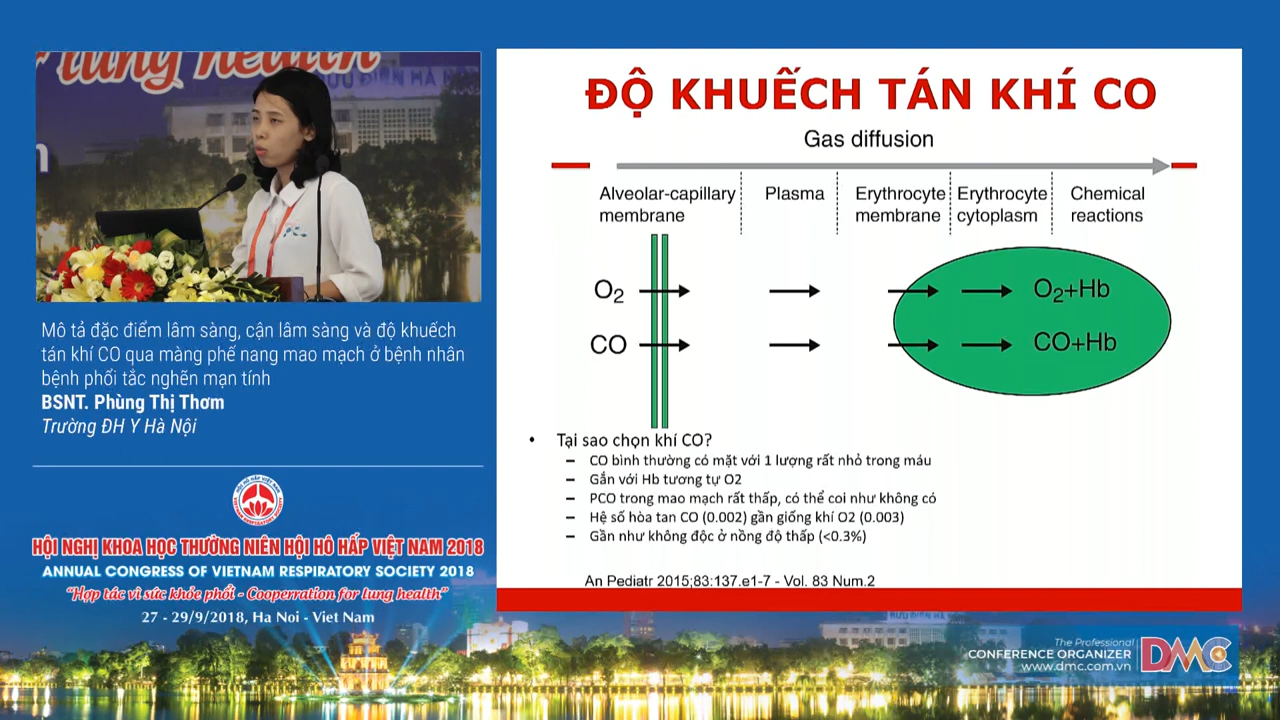 r lung health
ƯU ĐIỆN HÀ N
n
Mô tả đặc điểm lâm sàng, cận lâm sàng và độ khuếch
tán khí CO qua màng phế nang mao mạch ở bệnh nhân
bệnh phổi tắc nghẽn mạn tính
BSNT. Phùng Thị Thơm
Trường ĐH Y Hà Nội
HỘI NGHỊ KHOA HỌC THƯỜNG NIÊN HỘI HÔ HẤP VIỆT NAM 2018
ANNUAL CONGRESS OF VIETNAM RESPIRATORY SOCIETY 2018
"Hợp tác vì sức khỏe phổi - Cooperration for lung health"
27 - 29/9/2018, Ha Noi - Viet Nam
ĐỘ KHUẾCH TÁN KHÍ CO
Gas diffusion
Alveolar-capillary membrane
Plasma
Erythrocyte membrane
Erythrocyte cytoplasm
Chemical reactions
O2
O2+Hb
CO
CO+Hb
• Tại sao chọn khí CO?
– CO bình thường có mặt với 1 lượng rất nhỏ trong máu
– Gắn với Hb tương tự O2
– PCO trong mao mạch rất thấp, có thể coi như không có
– Hệ số hòa tan CO (0.002) gần giống khí O2 (0.003)
– Gần như không độc ở nồng độ thấp (<0.3%)
An Pediatr 2015;83:137.e1-7 - Vol. 83 Num.2
The Professional
CONFERENCE ORGANIZER
www.dmc.com.vn
DMC